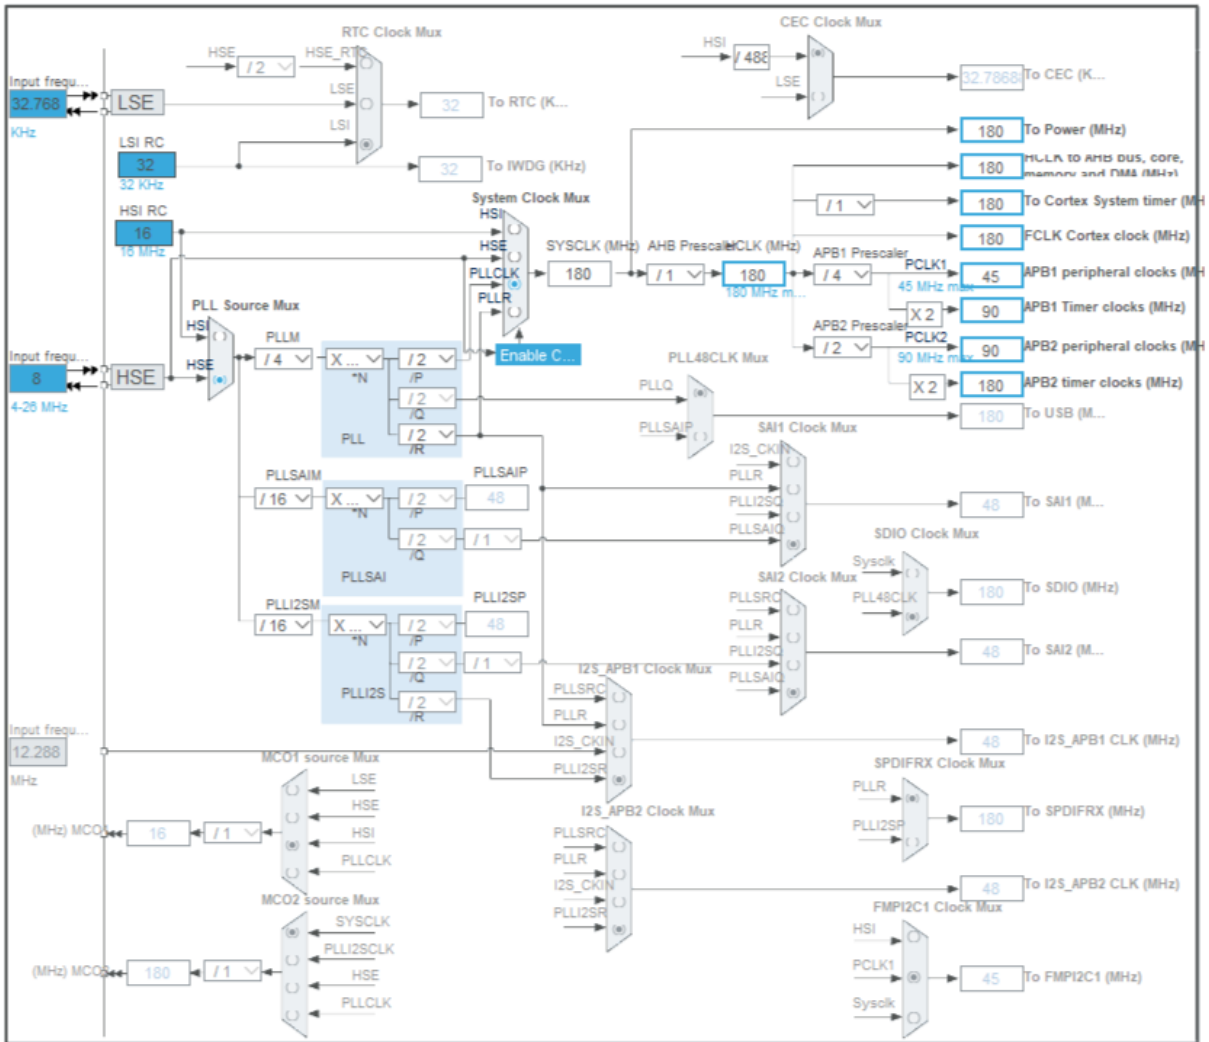 RTC Clock Mux
CEC Clock Mux
HSE
/ 2
HSE_RTC
HSI
/ 488
Input frequ...
32.768
KHz
LSE
LSE
LSE
32.78688
To CEC (K...
32
To RTC (K...
LSI
180
To Power (MHz)
LSI RC
32
32 KHz
32
To IWDG (KHz)
180
HCLK to AHB bus, core,
memory and DMA (MHz)
HSI RC
16
16 MHz
System Clock Mux
HSI
HSE
PLLCLK
PLLR
Enable C...
SYSCLK (MHz)
180
AHB Prescaler
/ 1
HCLK (MHz)
180
180 MHz m...
/ 1
180
To Cortex System timer (MH
180
FCLK Cortex clock (MHz)
APB1 Prescaler
/ 4
PCLK1
45 MHz max
45
APB1 peripheral clocks (MH
X 2
90
APB1 Timer clocks (MHz)
APB2 Prescaler
/ 2
PCLK2
90 MHz max
90
APB2 peripheral clocks (MH
X 2
180
APB2 timer clocks (MHz)
PLL Source Mux
HSI
HSE
Input frequ...
8
4-26 MHz
HSE
PLLM
/ 4
X ...
*N
/ 2
/P
/ 2
/Q
/ 2
/R
PLL
PLL48CLK Mux
PLLQ
PLLSAIP
180
To USB (M...
PLLSAIM
/ 16
X ...
*N
/ 2
/P
PLLSAIP
48
/ 2
/Q
/ 1
PLLSAI
SAI1 Clock Mux
I2S_CKIN
PLLR
PLLI2SQ
PLLSAIQ
48
To SAI1 (M...
SDIO Clock Mux
Sysclk
PLL48CLK
180
To SDIO (MHz)
PLLI2SM
/ 16
X ...
*N
/ 2
/P
PLLI2SP
48
/ 2
/Q
/ 1
/ 2
/R
PLLI2S
SAI2 Clock Mux
PLLSRC
PLLR
PLLI2SQ
PLLSAIQ
48
To SAI2 (M...
I2S_APB1 Clock Mux
PLLSRC
PLLR
I2S_CKIN
PLLI2SR
48
To I2S_APB1 CLK (MHz)
Input frequ...
12.288
MHz
MCO1 source Mux
LSE
HSE
HSI
PLLCLK
(MHz) MCO1
16
/ 1
SPDIFRX Clock Mux
PLLR
PLLI2SP
180
To SPDIFRX (MHz)
I2S_APB2 Clock Mux
PLLSRC
PLLR
I2S_CKIN
PLLI2SR
48
To I2S_APB2 CLK (MHz)
MCO2 source Mux
SYSCLK
PLLI2SCLK
HSE
PLLCLK
(MHz) MCO2
180
/ 1
FMPI2C1 Clock Mux
HSI
PCLK1
Sysclk
45
To FMPI2C1 (MHz)